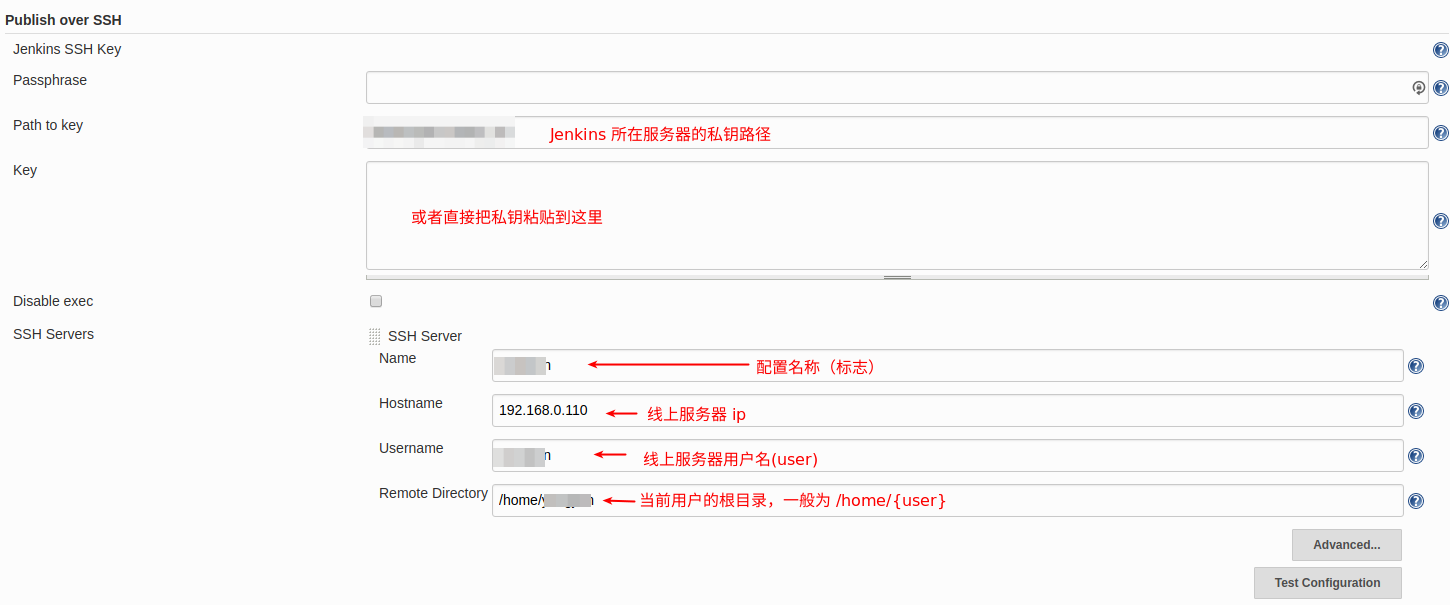 Publish over SSH
Jenkins SSH Key
Passphrase
Path to key
Jenkins 所在服务器的私钥路径
Key
或者直接把私钥粘贴到这里
Disable exec
SSH Servers
SSH Server
Name
配置名称（标志）
Hostname
192.168.0.110
线上服务器 ip
Username
线上服务器用户名(user)
Remote Directory
/home/
当前用户的根目录，一般为 /home/{user}
Advanced...
Test Configuration